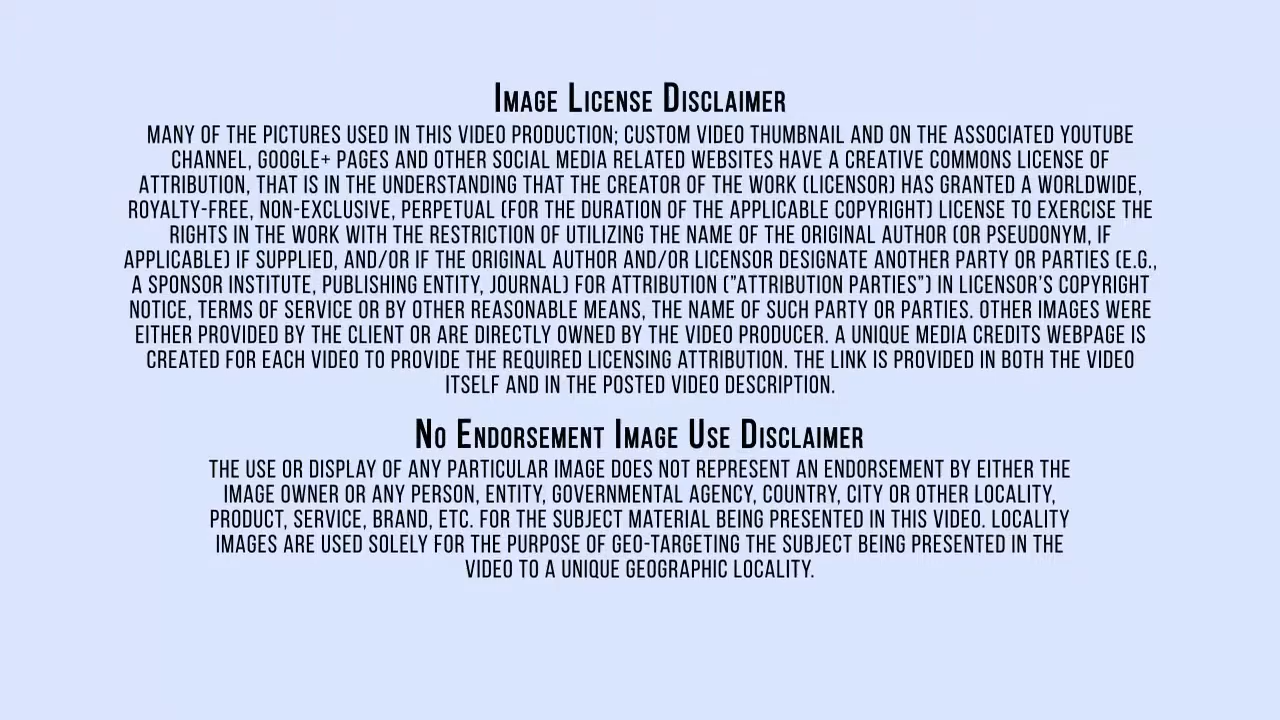 Image License Disclaimer
MANY OF THE PICTURES USED IN THIS VIDEO PRODUCTION; CUSTOM VIDEO THUMBNAIL AND ON THE ASSOCIATED YOUTUBE
CHANNEL, GOOGLE+ PAGES AND OTHER SOCIAL MEDIA RELATED WEBSITES HAVE A CREATIVE COMMONS LICENSE OF
ATTRIBUTION, THAT IS IN THE UNDERSTANDING THAT THE CREATOR OF THE WORK (LICENSOR) HAS GRANTED A WORLDWIDE,
ROYALTY-FREE, NON-EXCLUSIVE, PERPETUAL (FOR THE DURATION OF THE APPLICABLE COPYRIGHT) LICENSE TO EXERCISE THE
RIGHTS IN THE WORK WITH THE RESTRICTION OF UTILIZING THE NAME OF THE ORIGINAL AUTHOR (OR PSEUDONYM, IF
APPLICABLE) IF SUPPLIED, AND/OR IF THE ORIGINAL AUTHOR AND/OR LICENSOR DESIGNATE ANOTHER PARTY OR PARTIES (E.G.,
A SPONSOR INSTITUTE, PUBLISHING ENTITY, JOURNAL) FOR ATTRIBUTION ("ATTRIBUTION PARTIES") IN LICENSOR'S COPYRIGHT
NOTICE, TERMS OF SERVICE OR BY OTHER REASONABLE MEANS, THE NAME OF SUCH PARTY OR PARTIES. OTHER IMAGES WERE
EITHER PROVIDED BY THE CLIENT OR ARE DIRECTLY OWNED BY THE VIDEO PRODUCER. A UNIQUE MEDIA CREDITS WEBPAGE IS
CREATED FOR EACH VIDEO TO PROVIDE THE REQUIRED LICENSING ATTRIBUTION. THE LINK IS PROVIDED IN BOTH THE VIDEO
ITSELF AND IN THE POSTED VIDEO DESCRIPTION.
No Endorsement Image Use Disclaimer
THE USE OR DISPLAY OF ANY PARTICULAR IMAGE DOES NOT REPRESENT AN ENDORSEMENT BY EITHER THE
IMAGE OWNER OR ANY PERSON, ENTITY, GOVERNMENTAL AGENCY, COUNTRY, CITY OR OTHER LOCALITY,
PRODUCT, SERVICE, BRAND, ETC. FOR THE SUBJECT MATERIAL BEING PRESENTED IN THIS VIDEO. LOCALITY
IMAGES ARE USED SOLELY FOR THE PURPOSE OF GEO-TARGETING THE SUBJECT BEING PRESENTED IN THE
VIDEO TO A UNIQUE GEOGRAPHIC LOCALITY.